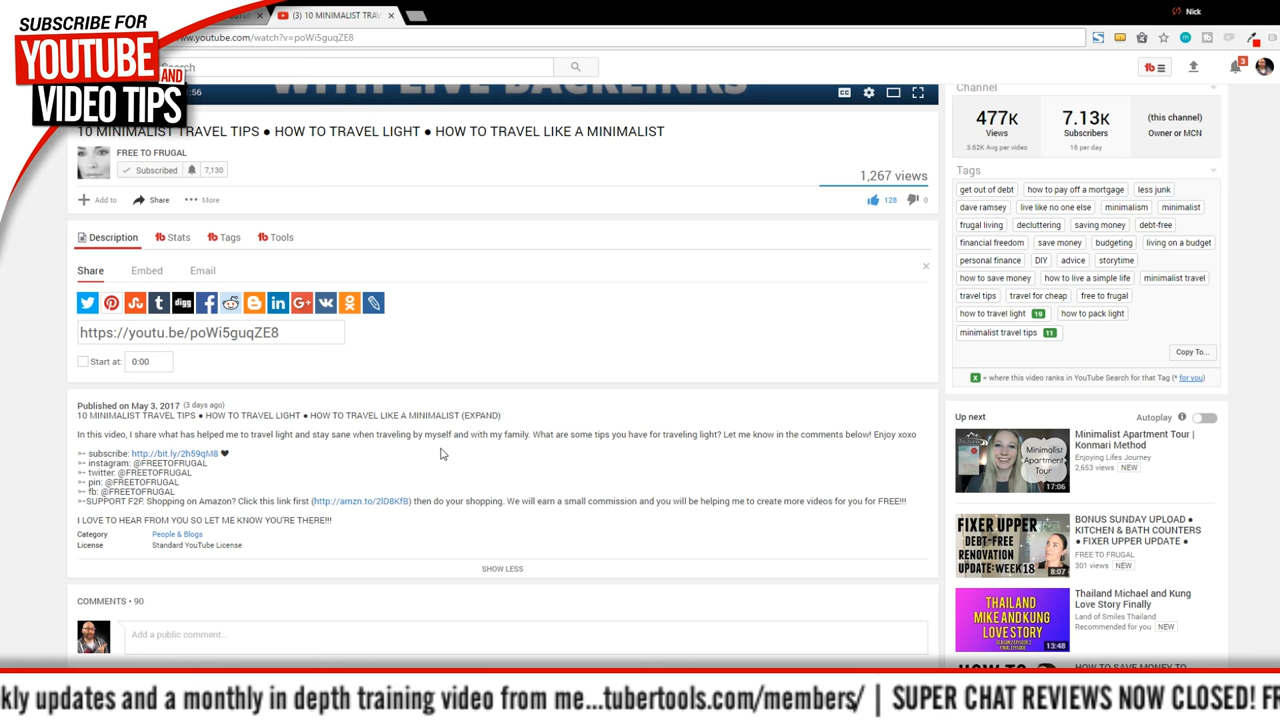 SUBSCRIBE FOR
YOUTUBE
AND
VIDEO TIPS
(3) 10 MINIMALIST TRAVEL
Nick
www.youtube.com/watch?v=poWi5guqZE8
Search
tb
3
:56
WITH LIVE BACKLINKS
CC
10 MINIMALIST TRAVEL TIPS ● HOW TO TRAVEL LIGHT ● HOW TO TRAVEL LIKE A MINIMALIST
FREE TO FRUGAL
Subscribed 7,130
1,267 views
Add to Share More
128 0
Description Stats Tags Tools
Share Embed Email
digg
https://youtu.be/poWi5guqZE8
Start at: 0:00
Published on May 3, 2017 (3 days ago)
10 MINIMALIST TRAVEL TIPS ● HOW TO TRAVEL LIGHT ● HOW TO TRAVEL LIKE A MINIMALIST (EXPAND)
In this video, I share what has helped me to travel light and stay sane when traveling by myself and with my family. What are some tips you have for traveling light? Let me know in the comments below! Enjoy xoxo
➳ subscribe: http://bit.ly/2h59qM8 ♥
➳ instagram: @FREETOFRUGAL
➳ twitter: @FREETOFRUGAL
➳ pin: @FREETOFRUGAL
➳ fb: @FREETOFRUGAL
➳SUPPORT F2F. Shopping on Amazon? Click this link first (http://amzn.to/2lD8KfB) then do your shopping. We will earn a small commission and you will be helping me to create more videos for you for FREE!!!
I LOVE TO HEAR FROM YOU SO LET ME KNOW YOU'RE THERE!!!
Category People & Blogs
License Standard YouTube License
SHOW LESS
COMMENTS • 90
Add a public comment...
Channel
477K 7.13K (this channel)
Views Subscribers Owner or MCN
3.62K Avg per video 16 per day
Tags
get out of debt how to pay off a mortgage less junk
dave ramsey live like no one else minimalism minimalist
frugal living decluttering saving money debt-free
financial freedom save money budgeting living on a budget
personal finance DIY advice storytime
how to save money how to live a simple life minimalist travel
travel tips travel for cheap free to frugal
how to travel light 19 how to pack light
minimalist travel tips 11
Copy To...
x = where this video ranks in YouTube Search for that Tag (* for you)
Up next Autoplay
Minimalist Apartment Tour
17:06
Minimalist Apartment Tour |
Konmari Method
Enjoying Lifes Journey
2,653 views NEW
FIXER UPPER
DEBT-FREE
RENOVATION
UPDATE:WEEK18
8:07
BONUS SUNDAY UPLOAD ●
KITCHEN & BATH COUNTERS
● FIXER UPPER UPDATE ●
FREE TO FRUGAL
301 views NEW
THAILAND
MIKE AND KUNG
LOVE STORY
13:48
Thailand Michael and Kung
Love Story Finally
Land of Smiles Thailand
Recommended for you NEW
HOW TO
HOW TO SAVE MONEY TO
kly updates and a monthly in depth training video from me...tubertools.com/members/ | SUPER CHAT REVIEWS NOW CLOSED! FR